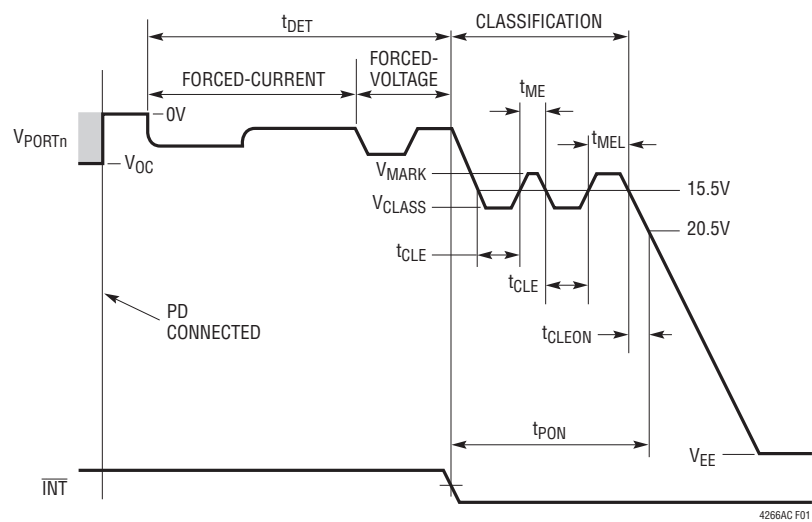 tDET
CLASSIFICATION
FORCED-CURRENT
FORCED-
VOLTAGE
tME
0V
tMEL
VPORTn
VOC
VMARK
15.5V
VCLASS
20.5V
tCLE
tCLE
PD
CONNECTED
tCLEON
tPON
VEE
INT
4266AC F01